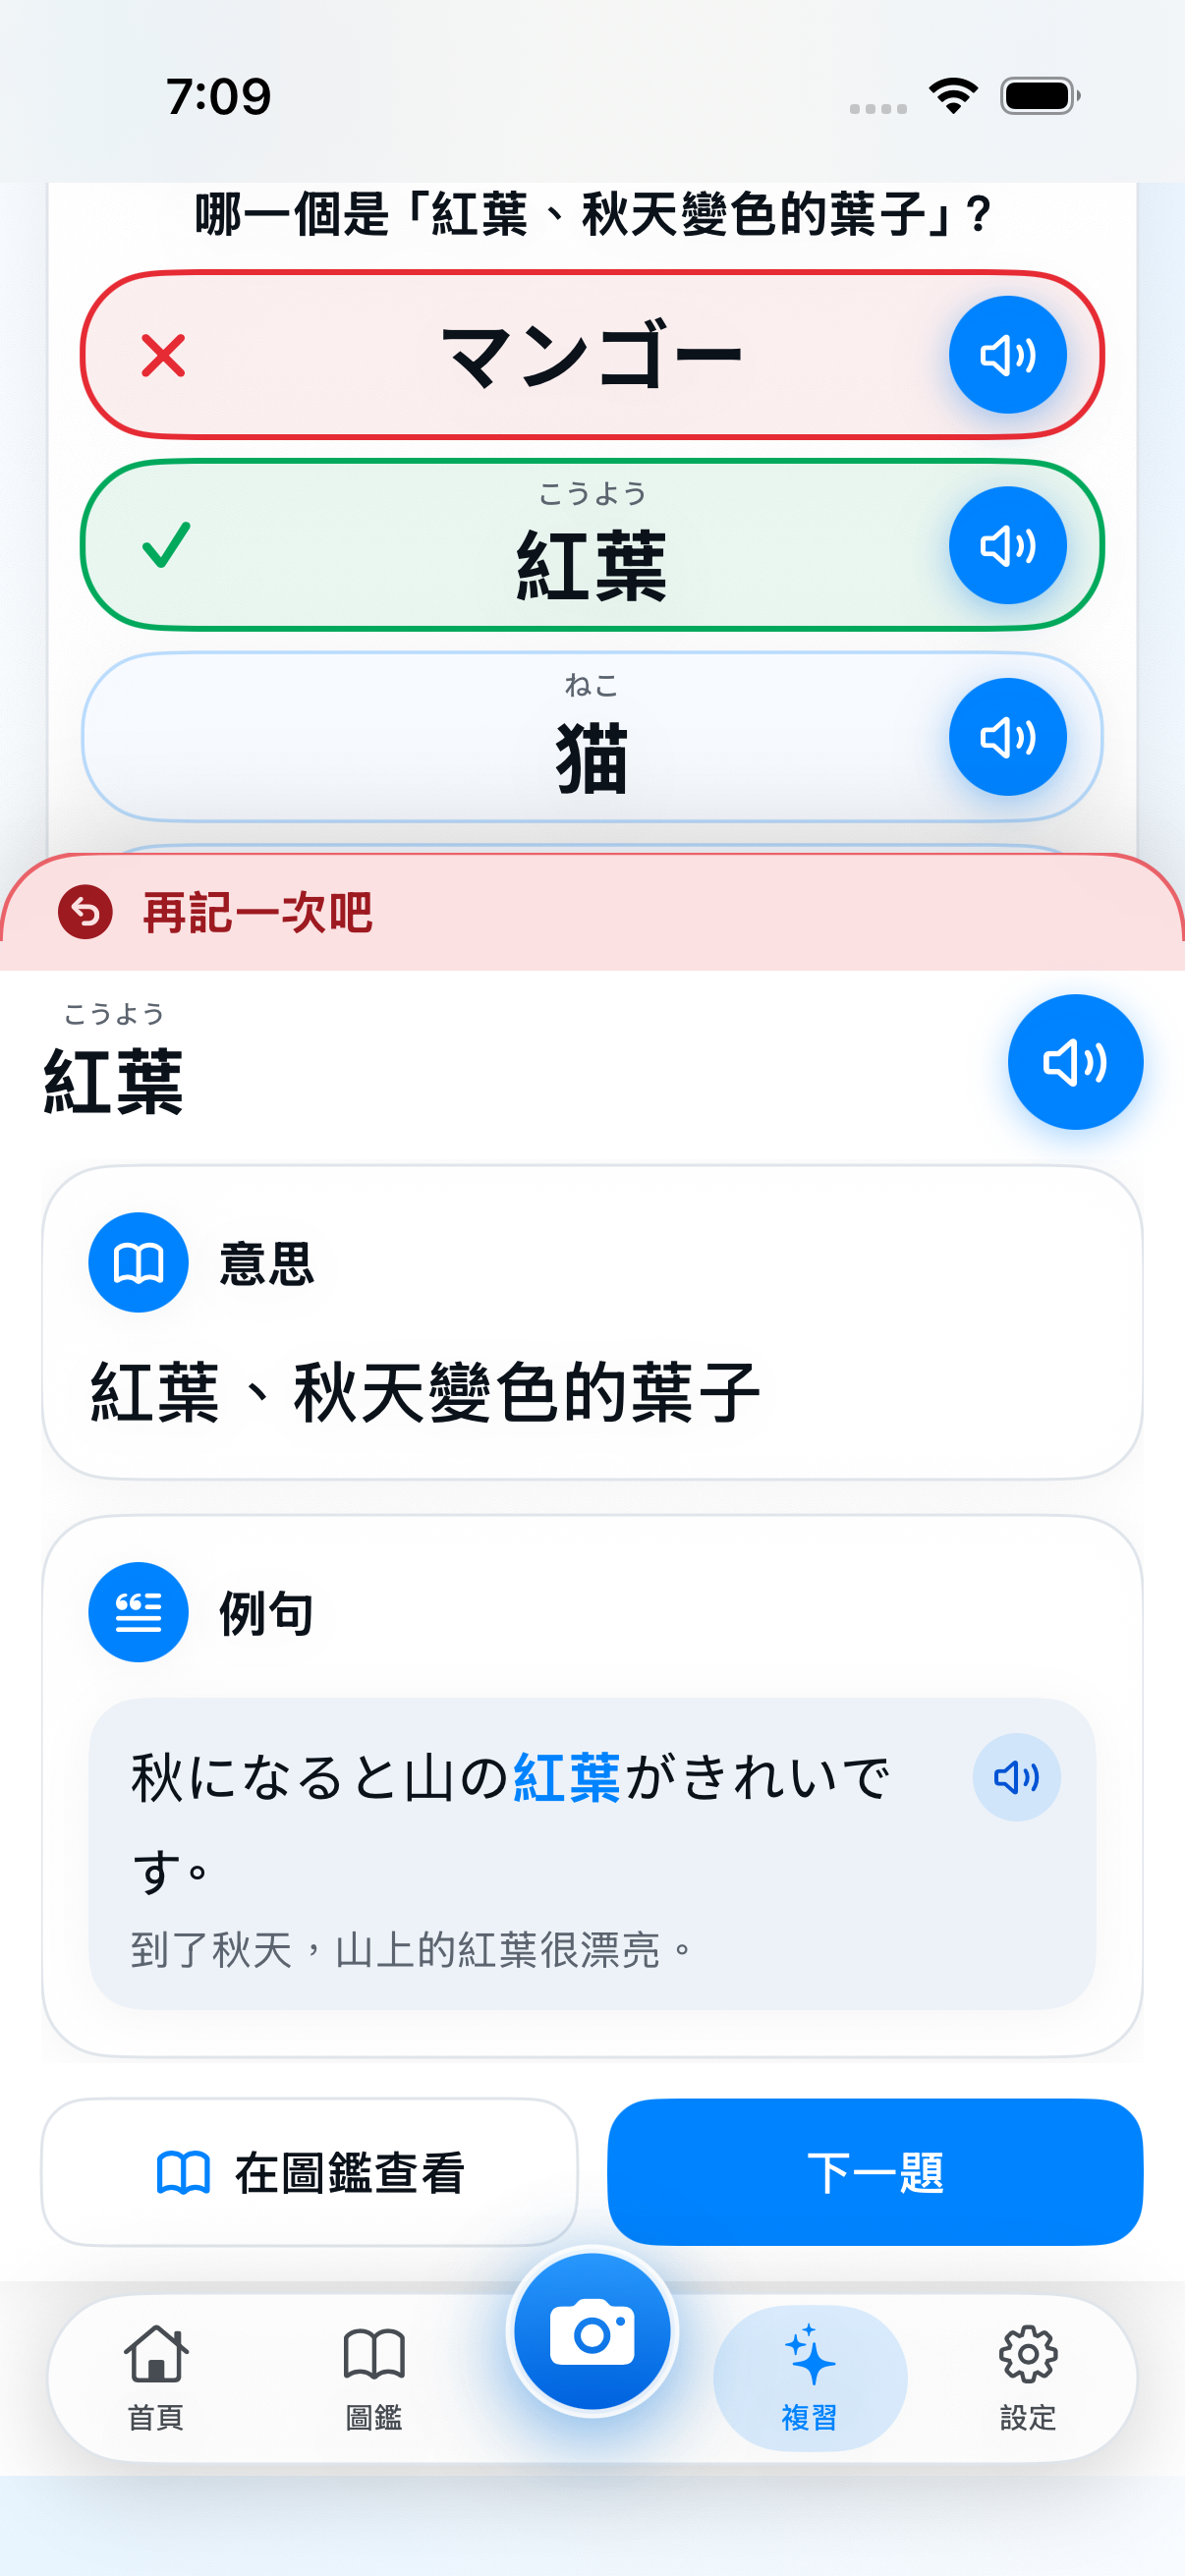 7:09
哪一個是「紅葉、秋天變色的葉子」?
マンゴー
こうよう
紅葉
ねこ
猫
再記一次吧
こうよう
紅葉
意思
紅葉、秋天變色的葉子
例句
秋になると山の紅葉がきれいで
す。
到了秋天，山上的紅葉很漂亮。
在圖鑑查看
下一題
首頁
圖鑑
複習
設定